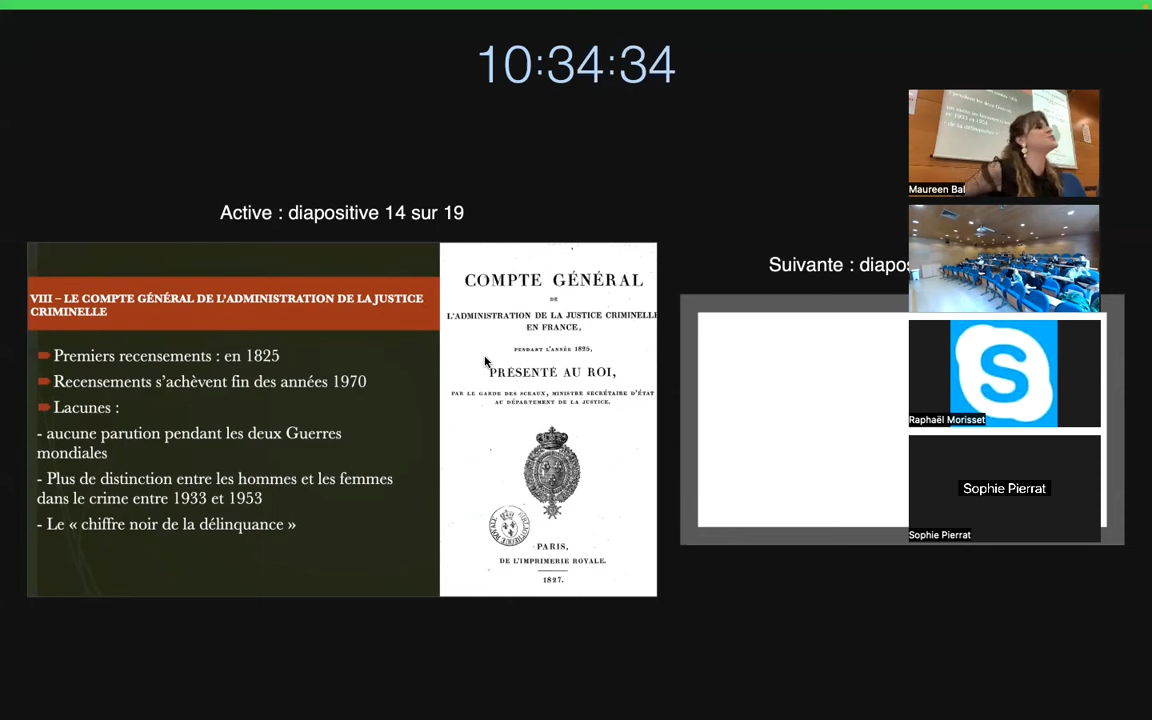 10:34:34
Active : diapositive 14 sur 19
VIII – LE COMPTE GÉNÉRAL DE L'ADMINISTRATION DE LA JUSTICE
CRIMINELLE
Premiers recensements : en 1825
Recensements s'achèvent fin des années 1970
Lacunes :
- aucune parution pendant les deux Guerres
mondiales
- Plus de distinction entre les hommes et les femmes
dans le crime entre 1933 et 1953
- Le « chiffre noir de la délinquance »
COMPTE GÉNÉRAL
DE
L'ADMINISTRATION DE LA JUSTICE CRIMINELLE
EN FRANCE,
PENDANT L'ANNÉE 1825,
PRÉSENTÉ AU ROI,
PAR LE GARDE DES SCEAUX, MINISTRE SECRÉTAIRE D'ÉTAT
AU DÉPARTEMENT DE LA JUSTICE.
PARIS,
DE L'IMPRIMERIE ROYALE.
1827.
Suivante : diapos
Maureen Bal
S
Raphaël Morisset
Sophie Pierrat
Sophie Pierrat